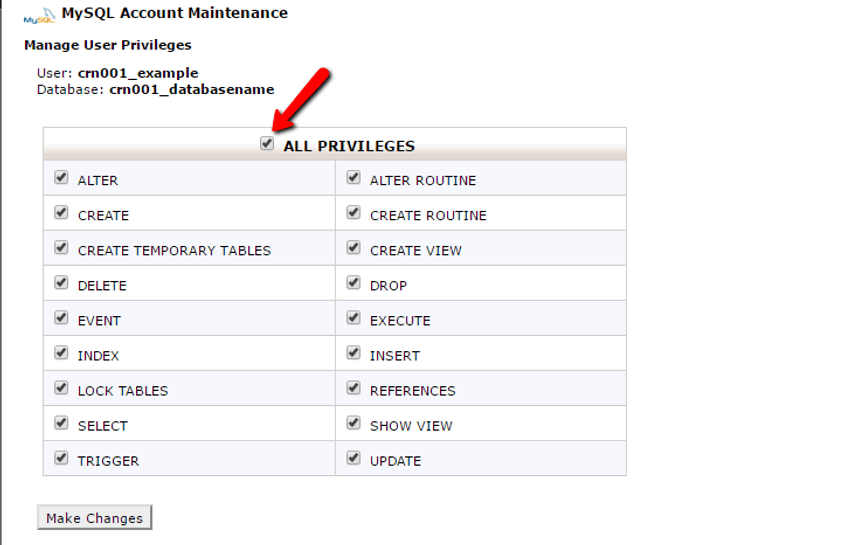 MySQL MySQL Account Maintenance
Manage User Privileges
User: crn001_example
Database: crn001_databasename
ALL PRIVILEGES
ALTER ALTER ROUTINE
CREATE CREATE ROUTINE
CREATE TEMPORARY TABLES CREATE VIEW
DELETE DROP
EVENT EXECUTE
INDEX INSERT
LOCK TABLES REFERENCES
SELECT SHOW VIEW
TRIGGER UPDATE
Make Changes